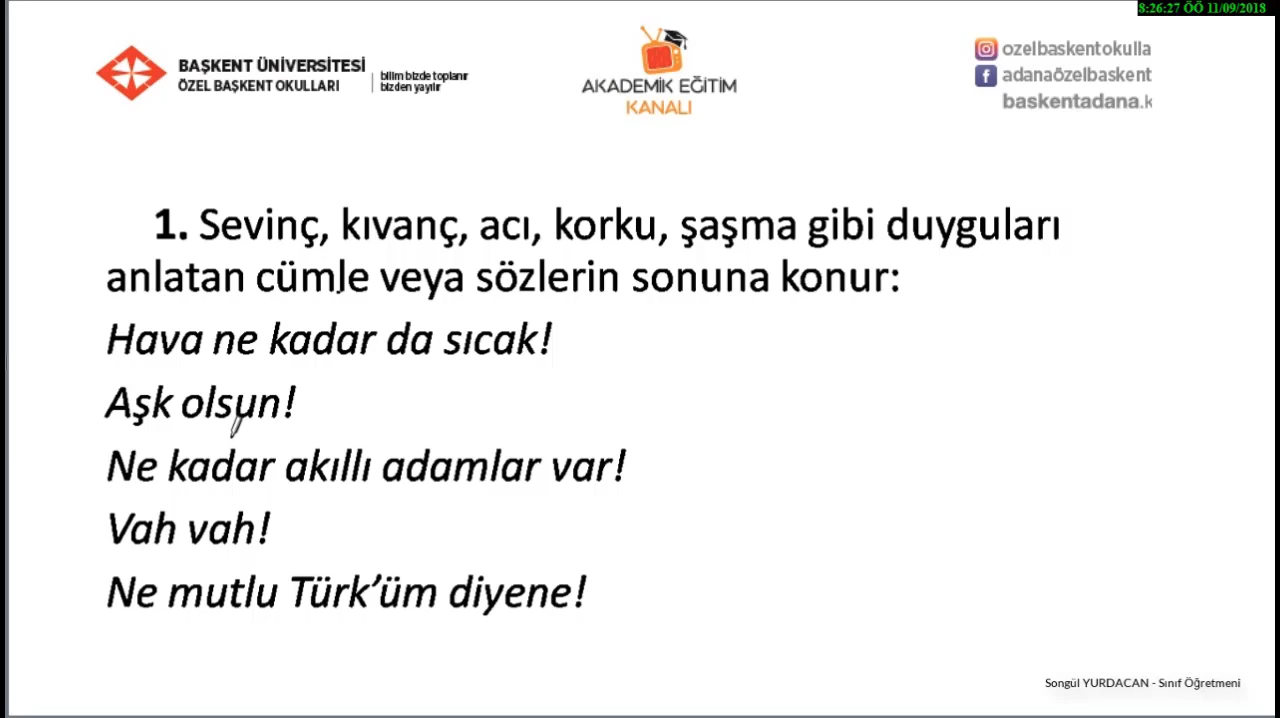 8:26:27 ÖÖ 11/09/2018
BAŞKENT ÜNİVERSİTESİ
ÖZEL BAŞKENT OKULLARI
bilim bizde toplanır
bizden yayılır
AKADEMİK EĞİTİM
KANALI
ozelbaskentokulla
adanaözelbaskent
baskentadana.k
1. Sevinç, kıvanç, acı, korku, şaşma gibi duyguları
anlatan cümle veya sözlerin sonuna konur:
Hava ne kadar da sıcak!
Aşk olsun!
Ne kadar akıllı adamlar var!
Vah vah!
Ne mutlu Türk’üm diyene!
Songül YURDACAN - Sınıf Öğretmeni